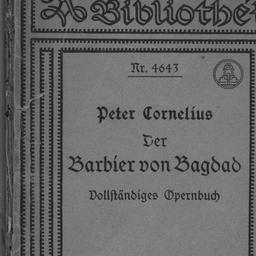 Bibliothek
Nr. 4643
Peter Cornelius
Der
Barbier von Bagdad
Vollständiges Opernbuch